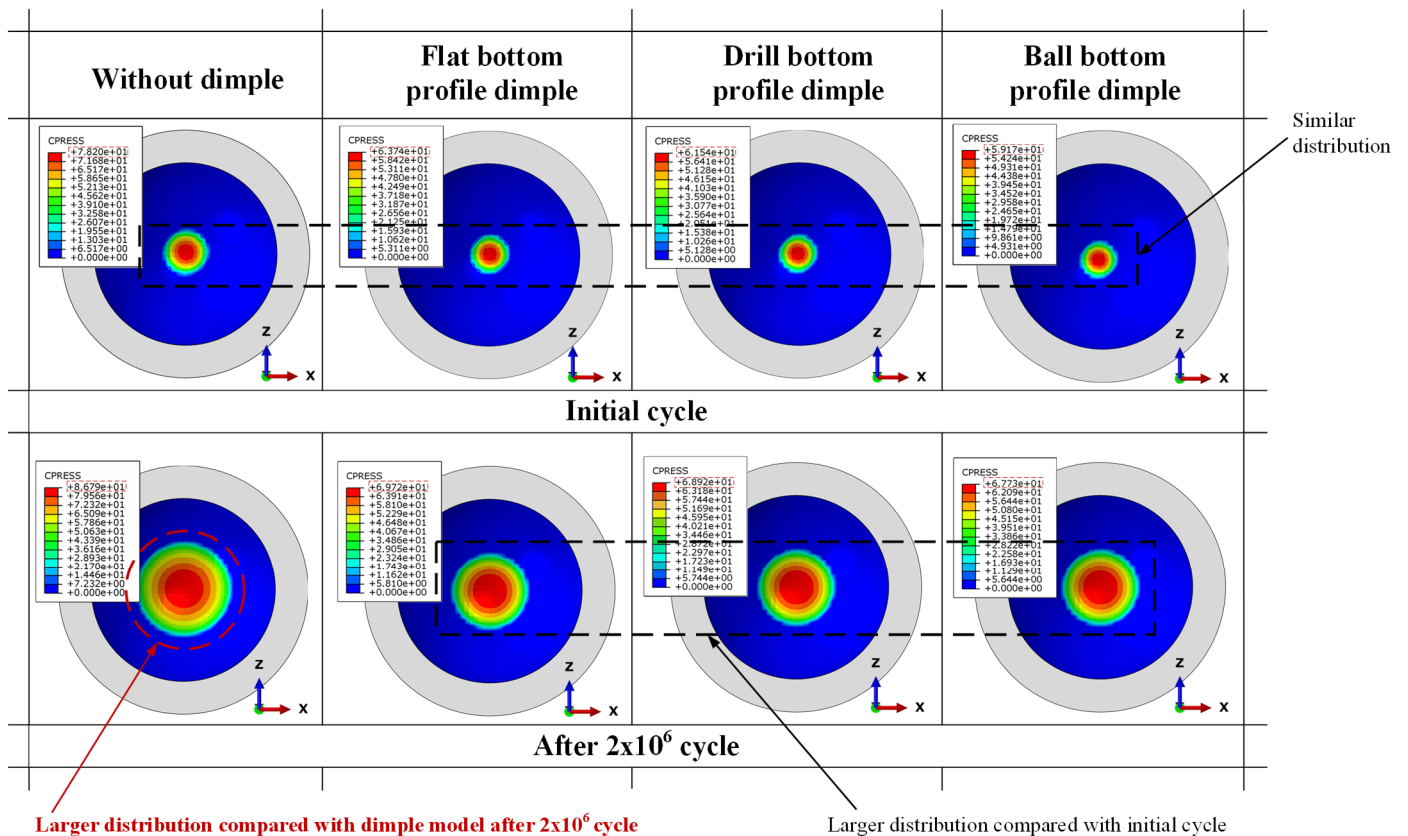 Without dimple
Flat bottom
profile dimple
Drill bottom
profile dimple
Ball bottom
profile dimple
Similar
distribution
CPRESS
+7.820e+01
+7.168e+01
+6.517e+01
+5.865e+01
+5.213e+01
+4.562e+01
+3.910e+01
+3.258e+01
+2.607e+01
+1.955e+01
+1.303e+01
+6.517e+00
+0.000e+00
Z
X
CPRESS
+6.374e+01
+5.842e+01
+5.311e+01
+4.780e+01
+4.249e+01
+3.718e+01
+3.187e+01
+2.656e+01
+2.125e+01
+1.593e+01
+1.062e+01
+5.311e+00
+0.000e+00
Z
X
CPRESS
+6.154e+01
+5.641e+01
+5.128e+01
+4.615e+01
+4.103e+01
+3.590e+01
+3.077e+01
+2.564e+01
+2.051e+01
+1.538e+01
+1.026e+01
+5.128e+00
+0.000e+00
Z
X
CPRESS
+5.917e+01
+5.424e+01
+4.931e+01
+4.438e+01
+3.945e+01
+3.452e+01
+2.958e+01
+2.465e+01
+1.972e+01
+1.479e+01
+9.861e+00
+4.931e+00
+0.000e+00
Z
X
Initial cycle
CPRESS
+8.679e+01
+7.956e+01
+7.232e+01
+6.509e+01
+5.786e+01
+5.063e+01
+4.339e+01
+3.616e+01
+2.893e+01
+2.170e+01
+1.446e+01
+7.232e+00
+0.000e+00
Z
X
CPRESS
+6.972e+01
+6.391e+01
+5.810e+01
+5.229e+01
+4.648e+01
+4.067e+01
+3.486e+01
+2.905e+01
+2.324e+01
+1.743e+01
+1.162e+01
+5.810e+00
+0.000e+00
Z
X
CPRESS
+6.892e+01
+6.318e+01
+5.744e+01
+5.169e+01
+4.595e+01
+4.021e+01
+3.446e+01
+2.872e+01
+2.297e+01
+1.723e+01
+1.149e+01
+5.744e+00
+0.000e+00
Z
X
CPRESS
+6.773e+01
+6.209e+01
+5.644e+01
+5.080e+01
+4.515e+01
+3.951e+01
+3.386e+01
+2.822e+01
+2.258e+01
+1.693e+01
+1.129e+01
+5.644e+00
+0.000e+00
Z
X
After 2x10⁶ cycle
Larger distribution compared with dimple model after 2x10⁶ cycle
Larger distribution compared with initial cycle